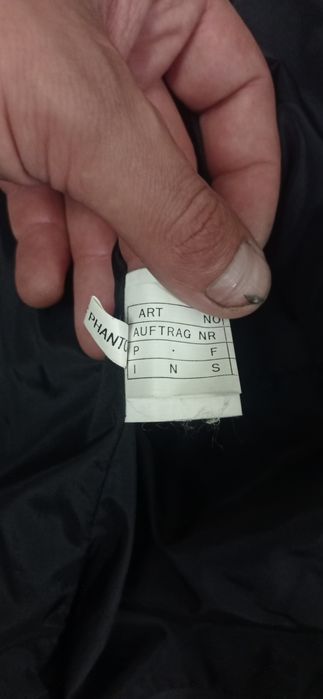 PHANTO
ART NO
AUFTRAG NR
P . F
I N S